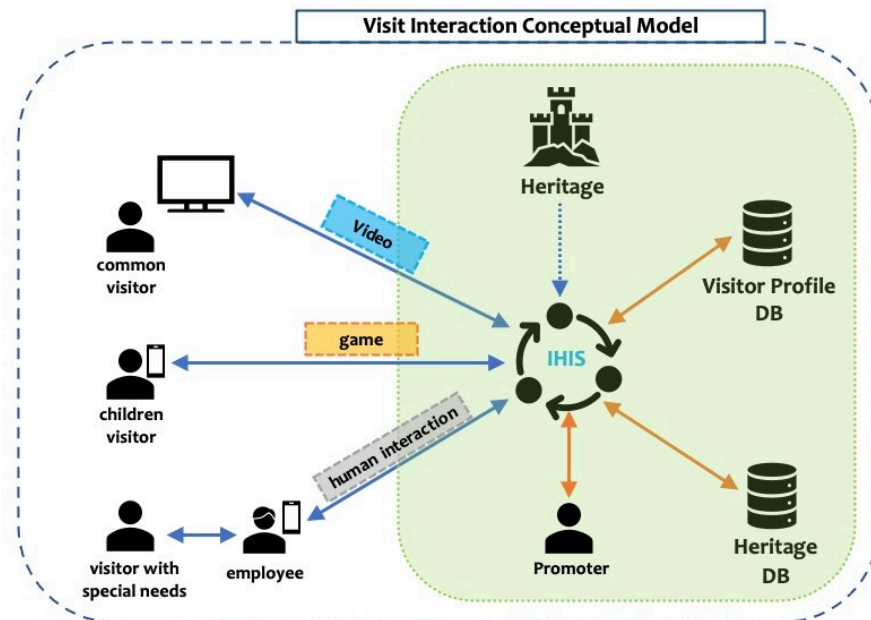 Visit Interaction Conceptual Model
Heritage
Video
common
visitor
Visitor Profile
DB
game
IHIS
children
visitor
human interaction
visitor with
special needs
employee
Promoter
Heritage
DB